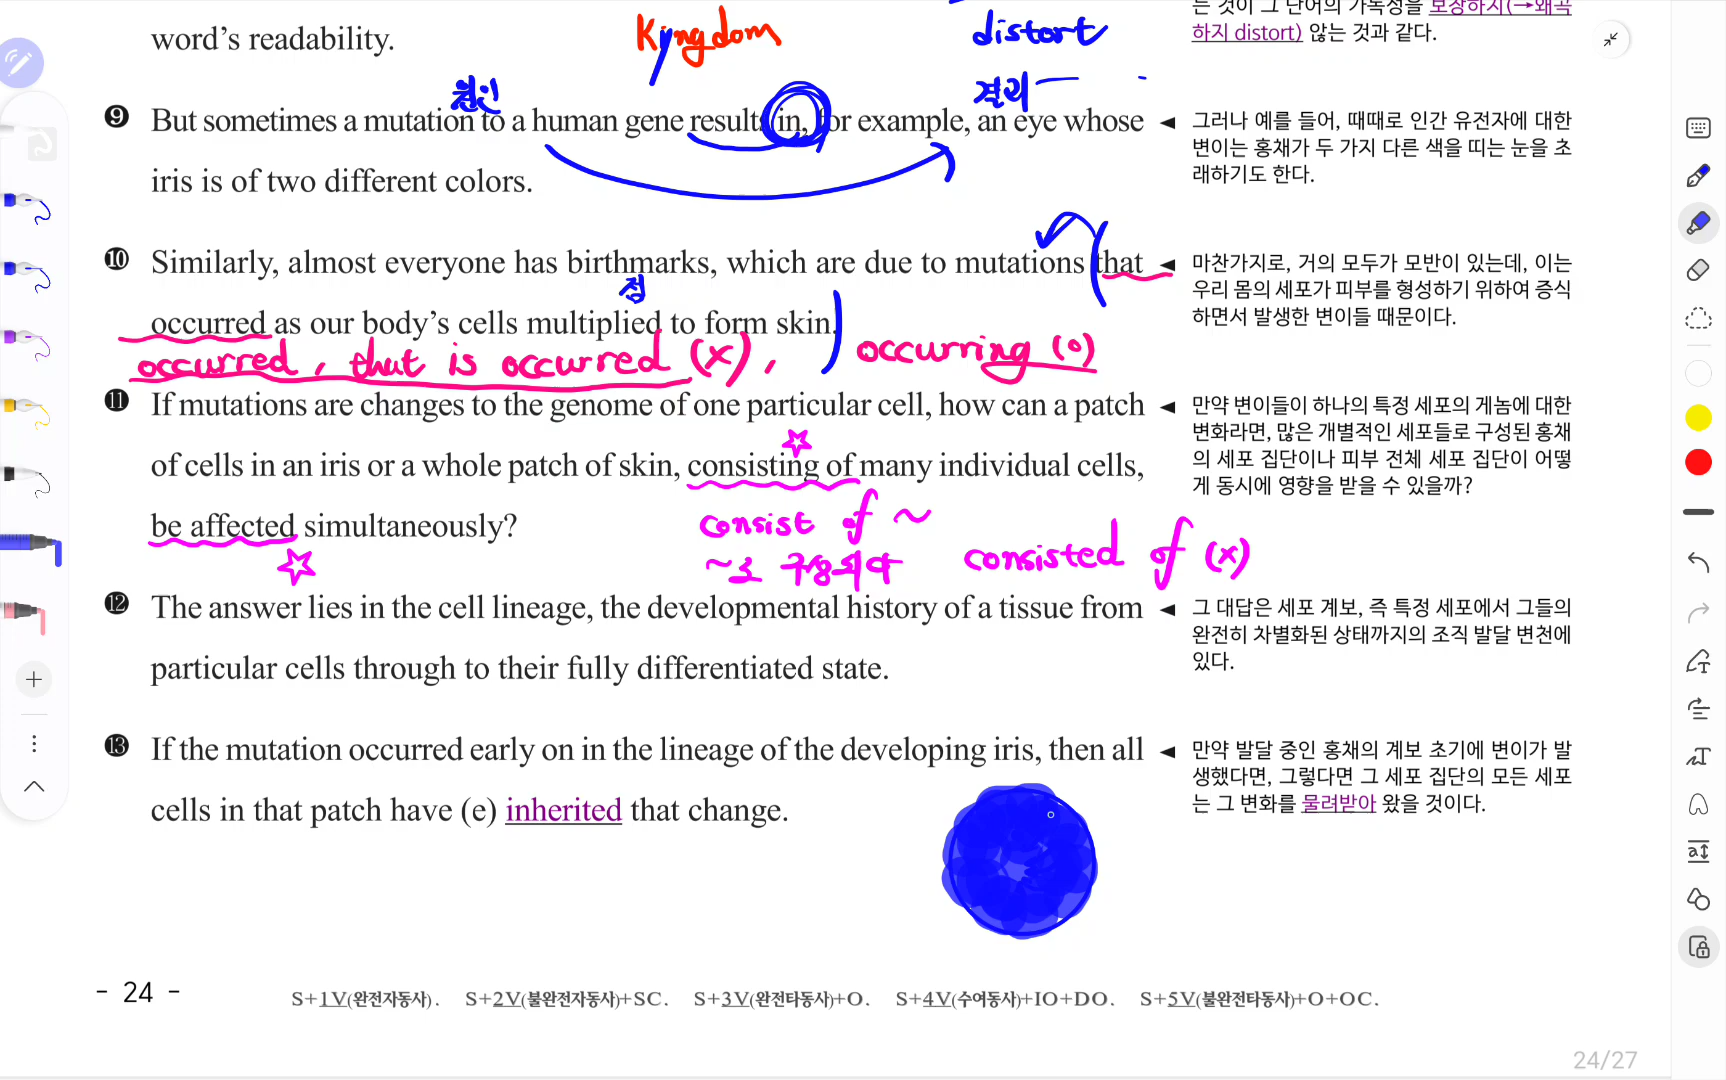 는 것이 그 단어의 가독성을 보장하지(→왜곡
하지 distort) 않는 것과 같다.
word's readability.
Kingdom
distort
원인
결과
❾ But sometimes a mutation to a human gene results in, for example, an eye whose
iris is of two different colors.
◄ 그러나 예를 들어, 때때로 인간 유전자에 대한
변이는 홍채가 두 가지 다른 색을 띠는 눈을 초
래하기도 한다.
❿ Similarly, almost everyone has birthmarks, which are due to mutations that
점
occurred as our body's cells multiplied to form skin.
occurred, that is occurred (x), occurring (o)
◄ 마찬가지로, 거의 모두가 모반이 있는데, 이는
우리 몸의 세포가 피부를 형성하기 위하여 증식
하면서 발생한 변이들 때문이다.
⓫ If mutations are changes to the genome of one particular cell, how can a patch
of cells in an iris or a whole patch of skin, consisting of many individual cells,
be affected simultaneously?
consist of ~
~로 구성되다
consisted of (x)
◄ 만약 변이들이 하나의 특정 세포의 게놈에 대한
변화라면, 많은 개별적인 세포들로 구성된 홍채
의 세포 집단이나 피부 전체 세포 집단이 어떻
게 동시에 영향을 받을 수 있을까?
⓬ The answer lies in the cell lineage, the developmental history of a tissue from
particular cells through to their fully differentiated state.
◄ 그 대답은 세포 계보, 즉 특정 세포에서 그들의
완전히 차별화된 상태까지의 조직 발달 변천에
있다.
⓭ If the mutation occurred early on in the lineage of the developing iris, then all
cells in that patch have (e) inherited that change.
◄ 만약 발달 중인 홍채의 계보 초기에 변이가 발
생했다면, 그렇다면 그 세포 집단의 모든 세포
는 그 변화를 물려받아 왔을 것이다.
- 24 -
S+1V(완전자동사). S+2V(불완전자동사)+SC. S+3V(완전타동사)+O. S+4V(수여동사)+IO+DO. S+5V(불완전타동사)+O+OC.
24/27